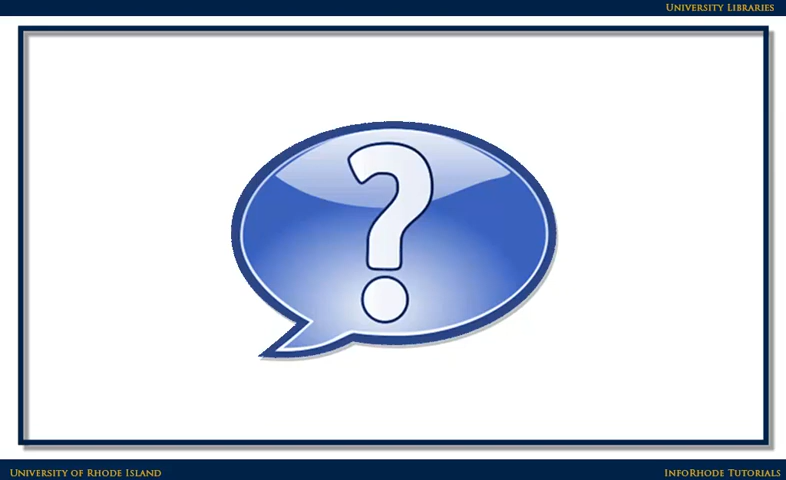 University Libraries
?
University of Rhode Island
InfoRhode Tutorials